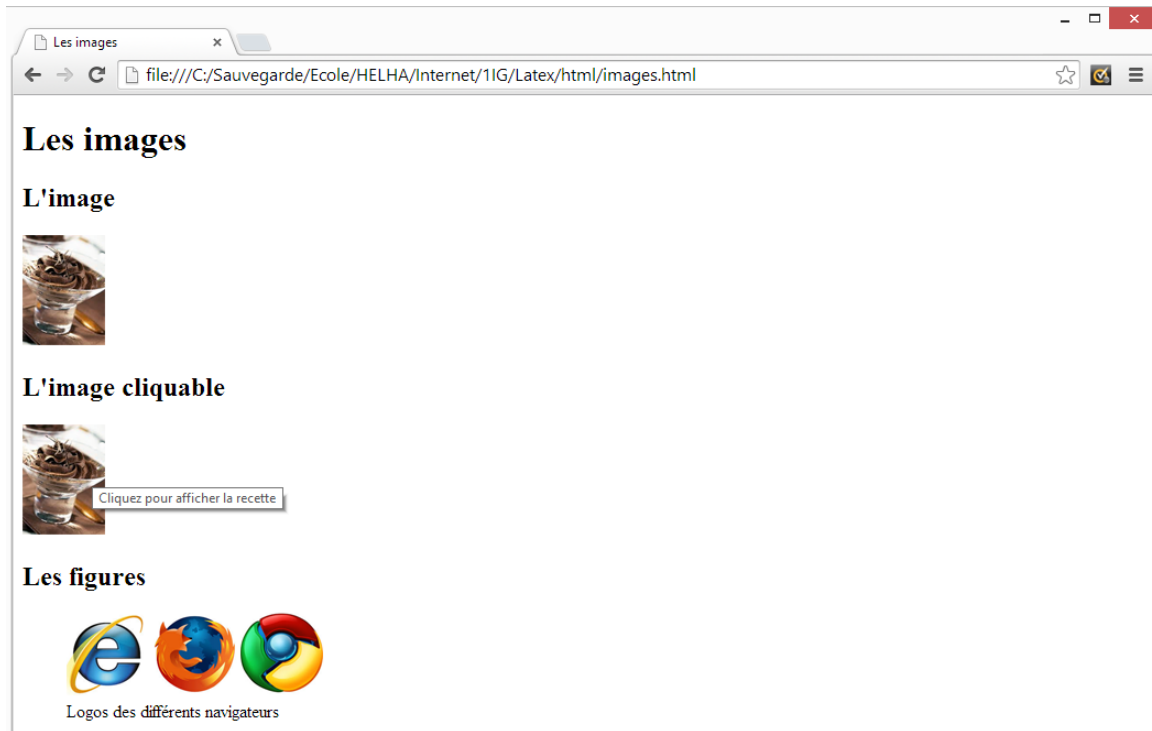 Les images
file:///C:/Sauvegarde/Ecole/HELHA/Internet/1IG/Latex/html/images.html
Les images
L'image
L'image cliquable
Cliquez pour afficher la recette
Les figures
Logos des différents navigateurs